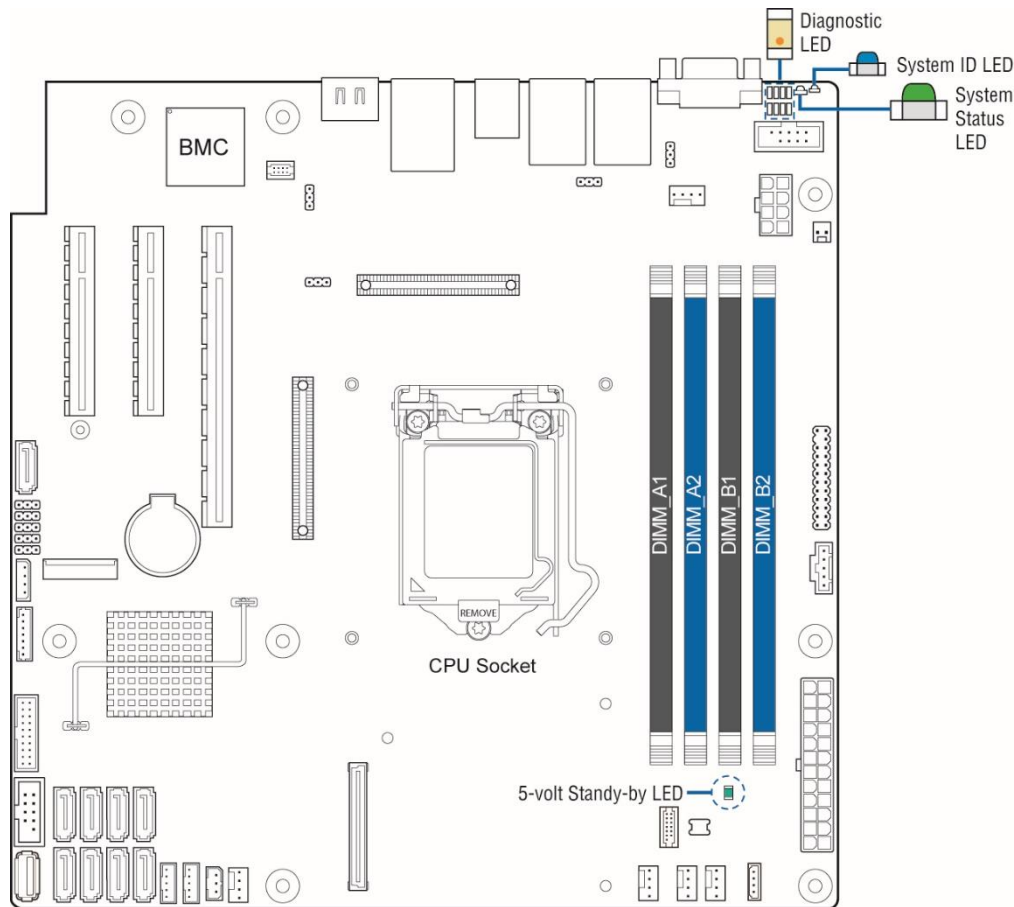 Diagnostic
LED
System ID LED
System
Status
LED
BMC
DIMM_A1
DIMM_A2
DIMM_B1
DIMM_B2
REMOVE
CPU Socket
5-volt Standy-by LED